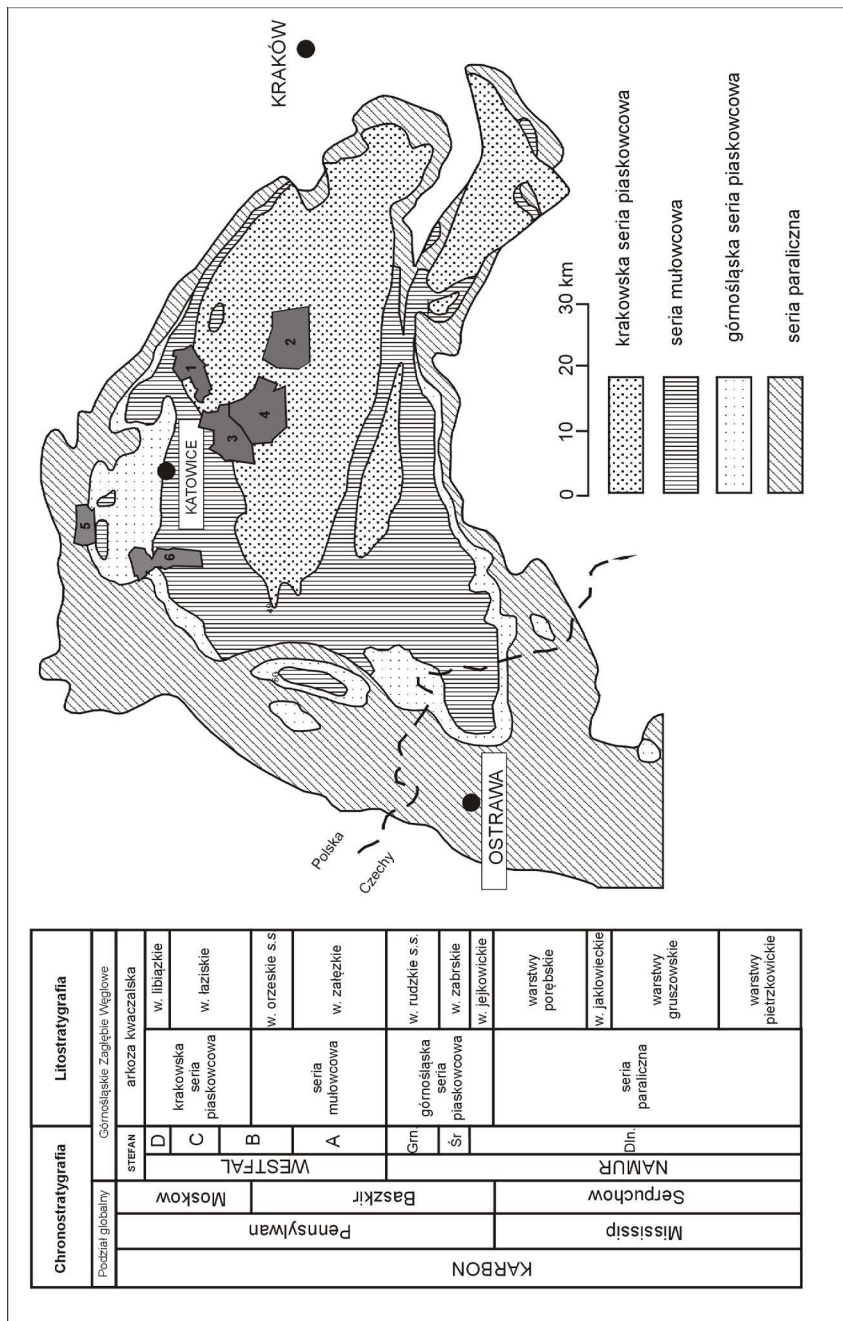 KRAKÓW
KATOWICE
OSTRAWA
Polska
Czechy
1
2
3
4
5
6
0
10
20
30 km
krakowska seria piaskowcowa
seria mułowcowa
górnośląska seria piaskowcowa
seria paraliczna
Chronostratygrafia
Litostratygrafia
Podział globalny
Górnośląskie Zagłębie Węglowe
KARBON
Pennsylwan
Mississip
Moskow
Baszkir
Serpuchow
STEFAN
WESTFAL
NAMUR
D
C
B
A
Grn.
Śr
Dln.
arkoza kwaczalska
krakowska
seria
piaskowcowa
seria
mułowcowa
górnośląska
seria
piaskowcowa
seria
paraliczna
w. libiązkie
w. łaziskie
w. orzeskie s.s.
w. załęzkie
w. rudzkie s.s.
w. zabrskie
w. jejkowickie
warstwy
porębskie
w. jaklowieckie
warstwy
gruszowskie
warstwy
pietrzkowickie